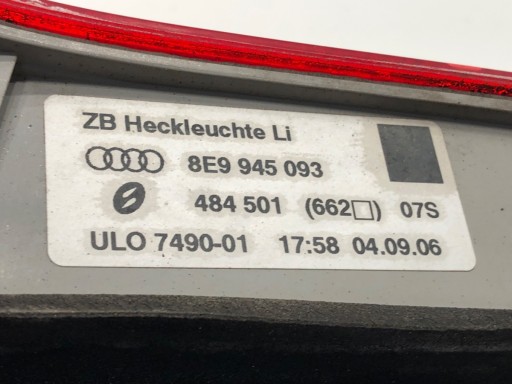 ZB Heckleuchte Li
8E9 945 093
484 501 (662□) 07S
ULO 7490-01 17:58 04.09.06